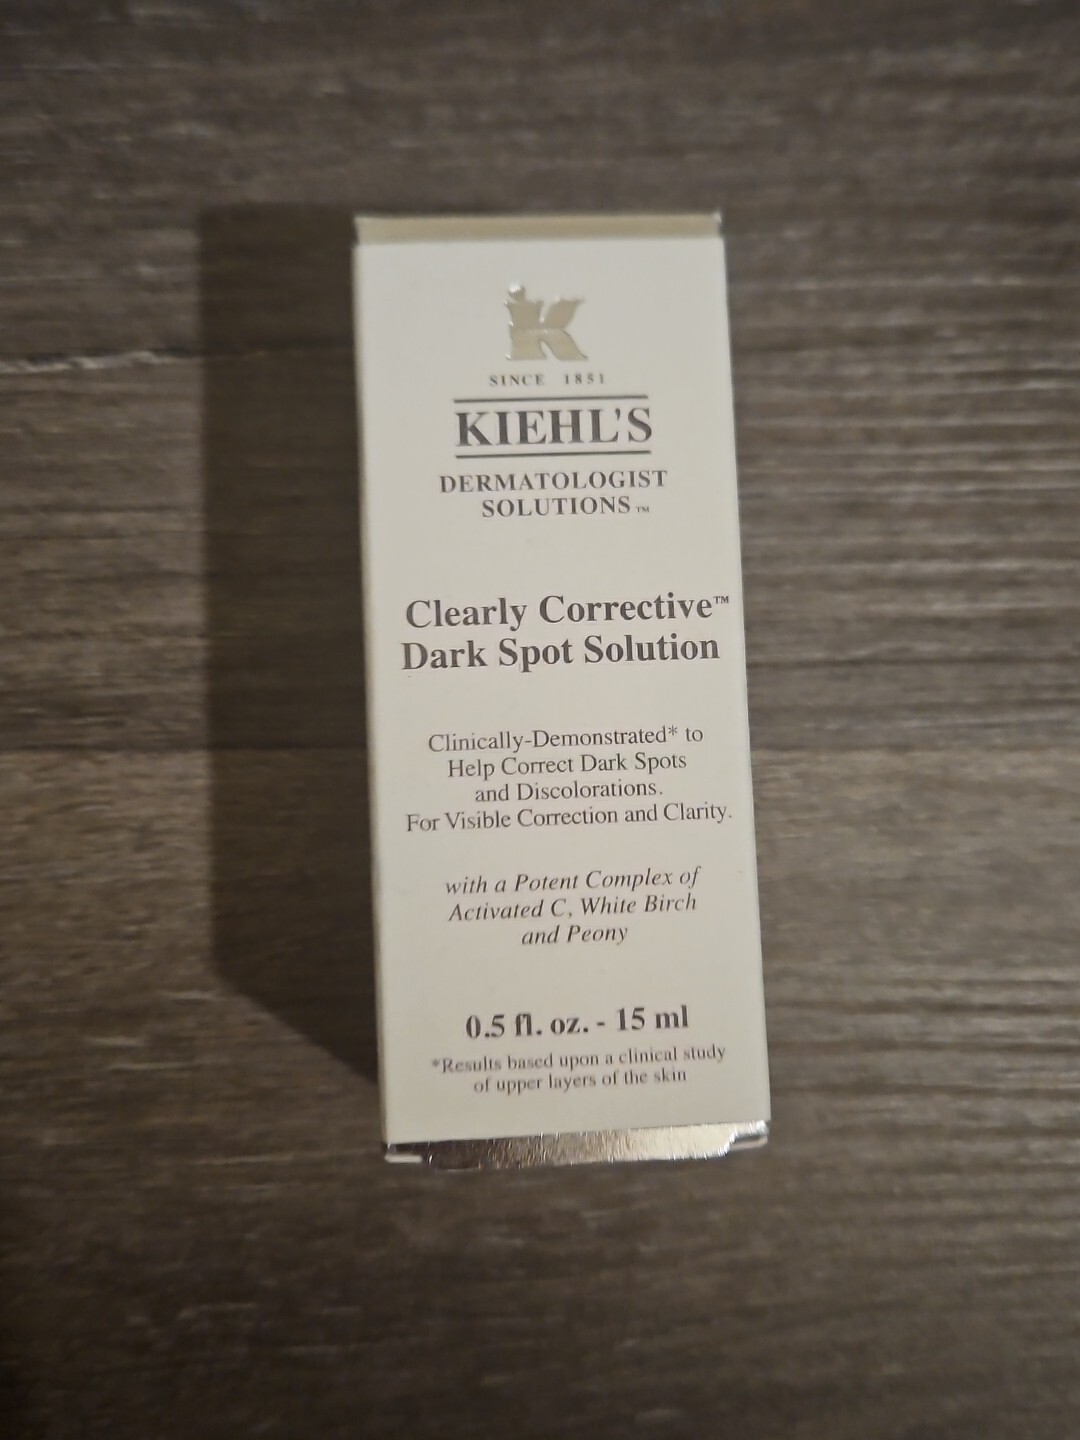 K
SINCE 1851
KIEHL'S
DERMATOLOGIST
SOLUTIONS™
Clearly Corrective™
Dark Spot Solution
Clinically-Demonstrated* to
Help Correct Dark Spots
and Discolorations.
For Visible Correction and Clarity.
with a Potent Complex of
Activated C, White Birch
and Peony
0.5 fl. oz. - 15 ml
*Results based upon a clinical study
of upper layers of the skin